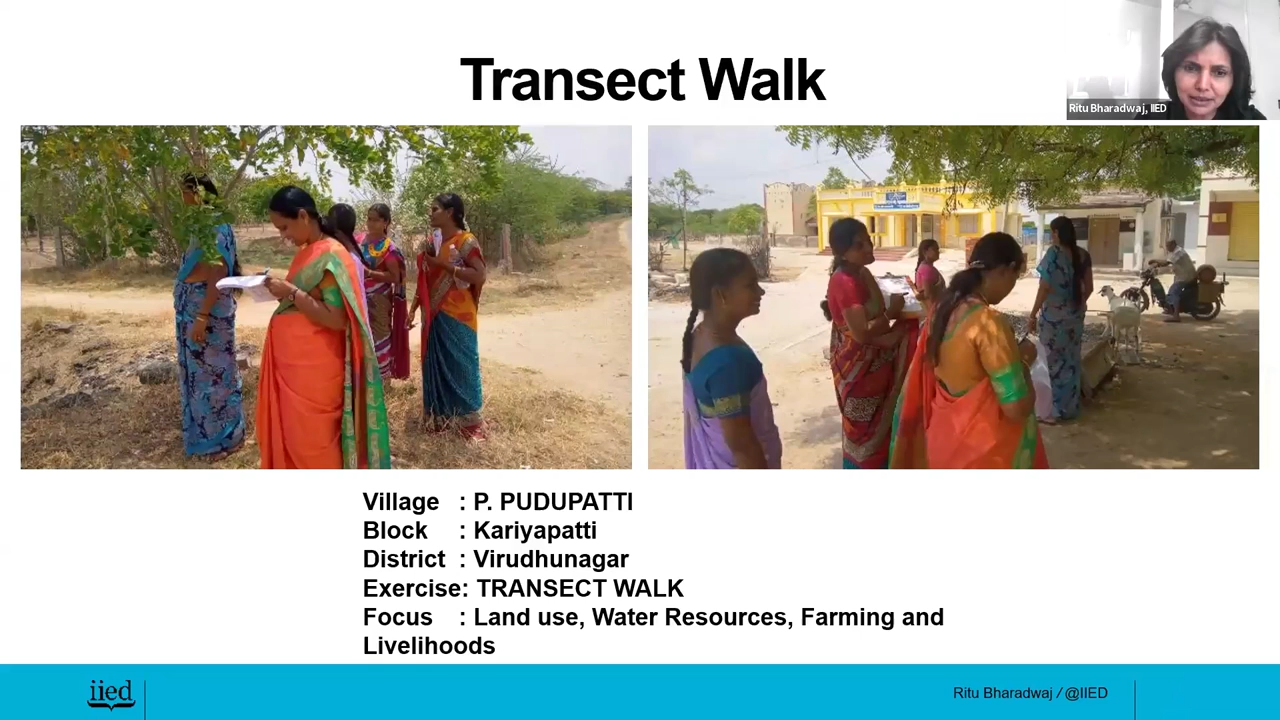 Transect Walk
Ritu Bharadwaj, IIED
Village : P. PUDUPATTI
Block : Kariyapatti
District : Virudhunagar
Exercise: TRANSECT WALK
Focus : Land use, Water Resources, Farming and
Livelihoods
iied
Ritu Bharadwaj / @IIED